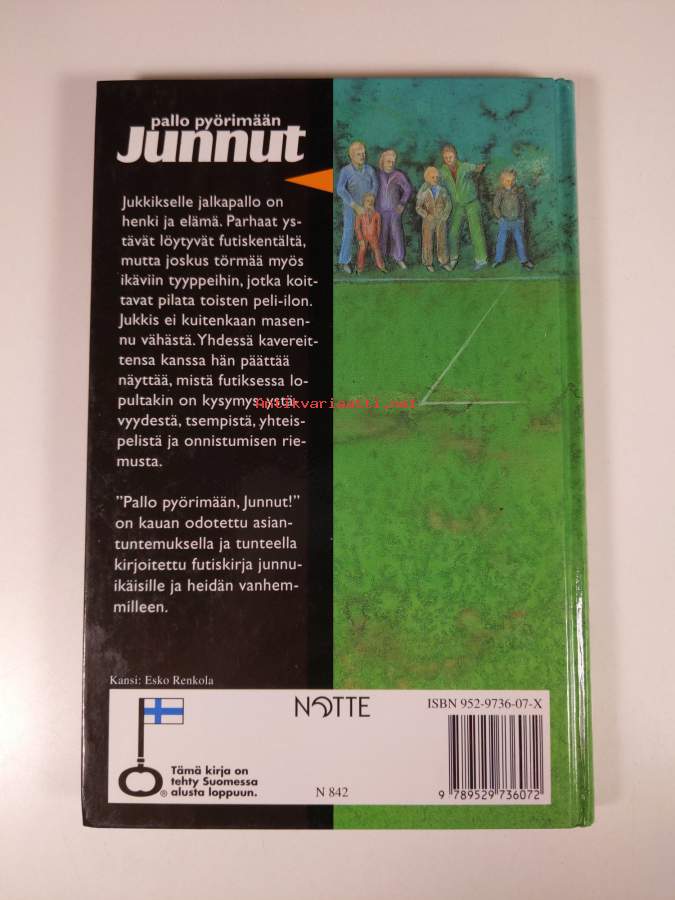 pallo pyörimään
Junnut
Jukkikselle jalkapallo on
henki ja elämä. Parhaat ys-
tävät löytyvät futiskentältä,
mutta joskus törmää myös
ikäviin tyyppeihin, jotka koit-
tavat pilata toisten peli-ilon.
Jukkis ei kuitenkaan masen-
nu vähästä. Yhdessä kavereit-
tensa kanssa hän päättää
näyttää, mistä futiksessa lo-
pultakin on kysymys: ystä-
vyydestä, tsempistä, yhteis-
pelistä ja onnistumisen rie-
musta.
Antikvariaatti.net
"Pallo pyörimään, Junnut!"
on kauan odotettu asian-
tuntemuksella ja tunteella
kirjoitettu futiskirja junnu-
ikäisille ja heidän vanhem-
milleen.
Kansi: Esko Renkola
NOTTE
ISBN 952-9736-07-X
Tämä kirja on
tehty Suomessa
® alusta loppuun.
N 842
9 789529 736072